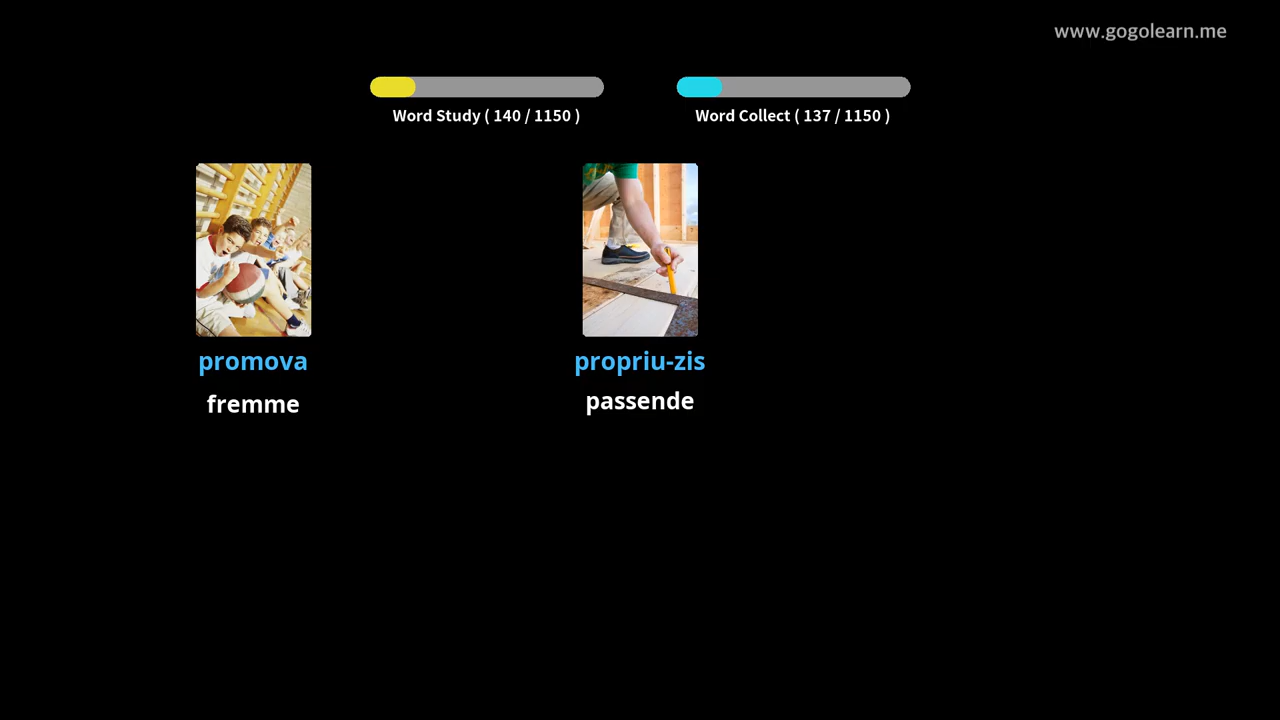 www.gogolearn.me
Word Study ( 140 / 1150 )
Word Collect ( 137 / 1150 )
promova
propriu-zis
fremme
passende